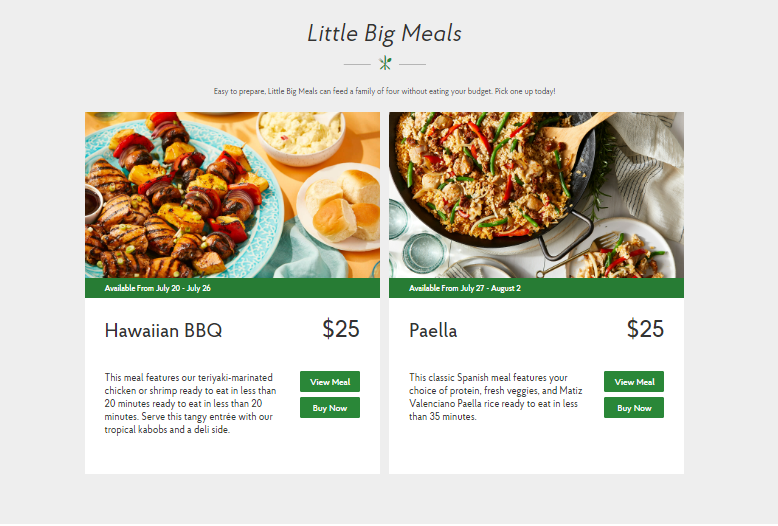 Little Big Meals
Easy to prepare, Little Big Meals can feed a family of four without eating your budget. Pick one up today!
Available From July 20 - July 26
Hawaiian BBQ
$25
This meal features our teriyaki-marinated
chicken or shrimp ready to eat in less than
20 minutes ready to eat in less than 20
minutes. Serve this tangy entrée with our
tropical kabobs and a deli side.
View Meal
Buy Now
Available From July 27 - August 2
Paella
$25
This classic Spanish meal features your
choice of protein, fresh veggies, and Matiz
Valenciano Paella rice ready to eat in less
than 35 minutes.
View Meal
Buy Now